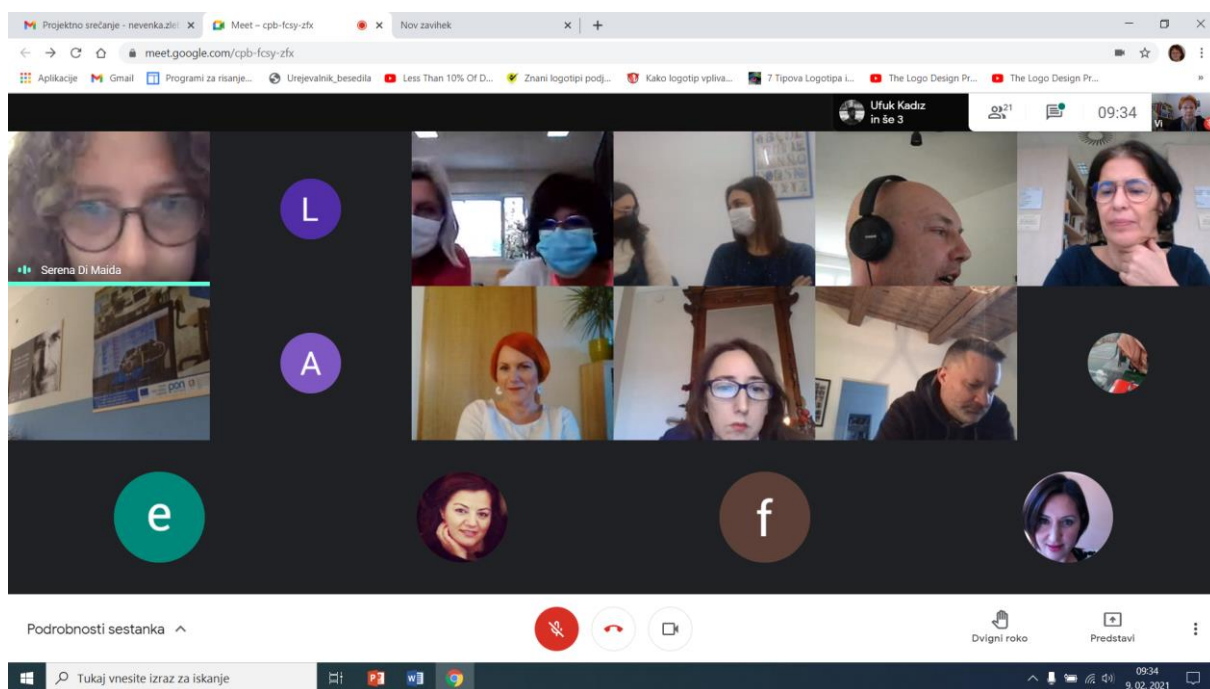 Projektno srečanje - nevenka.zle
Meet – cpb-fcsy-zfx
Nov zavihek
meet.google.com/cpb-fcsy-zfx
Aplikacije
Gmail
Programi za risanje...
Urejevalnik_besedila
Less Than 10% Of D...
Znani logotipi podj...
Kako logotip vpliva...
7 Tipova Logotipa i...
The Logo Design Pr...
The Logo Design Pr...
Ufuk Kadız
in še 3
21
09:34
Vi
L
Serena Di Maida
A
pon
e
f
Podrobnosti sestanka
Dvigni roko
Predstavi
Tukaj vnesite izraz za iskanje
09:34
9. 02. 2021